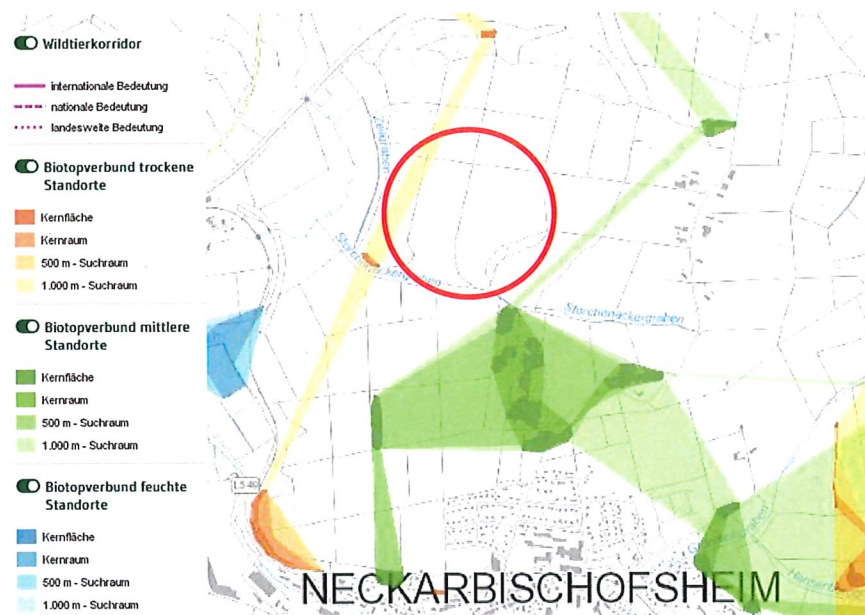 Wildtierkorridor
internationale Bedeutung
nationale Bedeutung
landesweite Bedeutung
Biotopverbund trockene
Standorte
Kernfläche
Kernraum
500 m - Suchraum
1.000 m - Suchraum
Biotopverbund mittlere
Standorte
Kernfläche
Kernraum
500 m - Suchraum
1.000 m - Suchraum
Biotopverbund feuchte
Standorte
Kernfläche
Kernraum
500 m - Suchraum
1.000 m - Suchraum
Storchenäckergraben
NECKARBISCHOFSHEIM